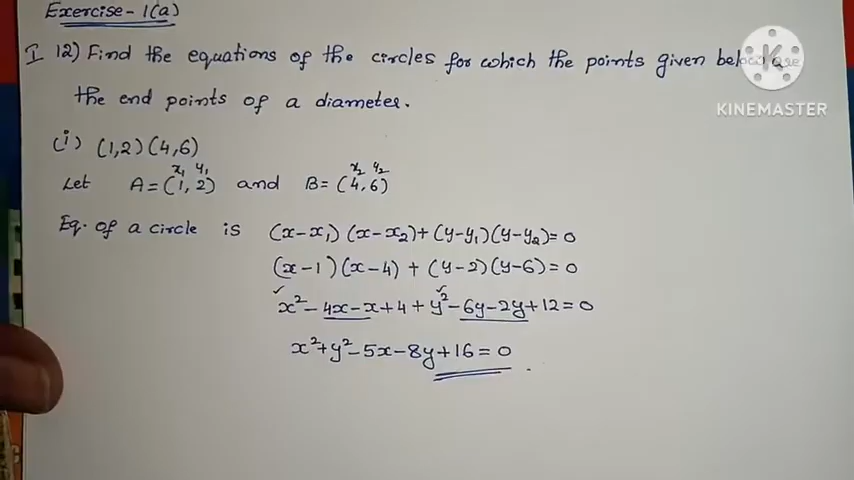 Exercise-1(a)
I 12) Find the equations of the circles for which the points given below are
the end points of a diameter.
K
KINEMASTER
(i) (1,2) (4,6)
x₁ y₁ x₂ y₂
Let A = (1, 2) and B = (4,6)
Eq. of a circle is (x-x₁) (x-x₂)+(y-y₁)(y-y₂)= 0
(x-1)(x-4) + (y-2)(y-6)= 0
x² - 4x - x + 4 + y² - 6y - 2y + 12 = 0
x² + y² - 5x - 8y + 16 = 0